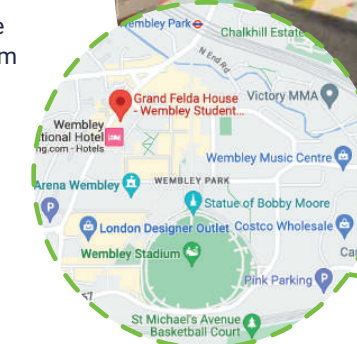 e
m
Wembley Park
Chalkhill Estate
N End Rd
Grand Felda House
- Wembley Student...
Victory MMA
Wembley
tional Hotel
ng.com - Hotels
Wembley Music Centre
Arena Wembley
WEMBLEY PARK
Statue of Bobby Moore
P
London Designer Outlet
Costco Wholesale
Wembley Stadium
Ca
Pink Parking
P
St Michael's Avenue
Basketball Court